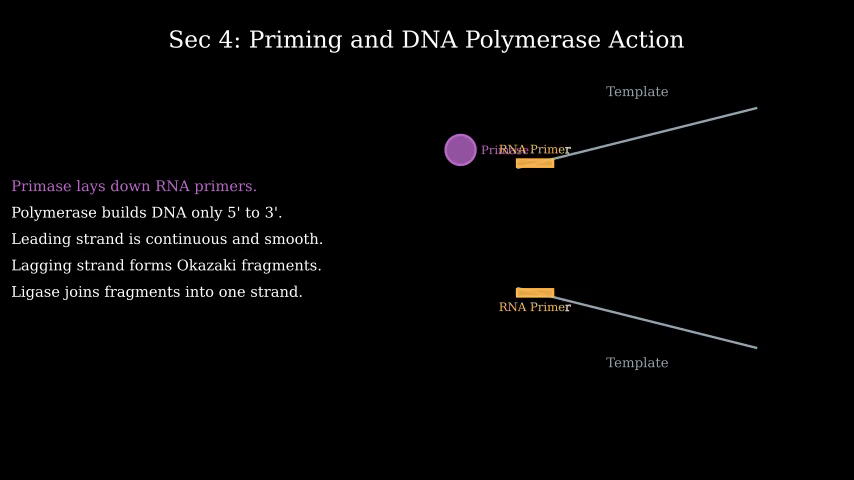 Sec 4: Priming and DNA Polymerase Action
Template
Primase
RNA Primer
Primase lays down RNA primers.
Polymerase builds DNA only 5' to 3'.
Leading strand is continuous and smooth.
Lagging strand forms Okazaki fragments.
Ligase joins fragments into one strand.
RNA Primer
Template